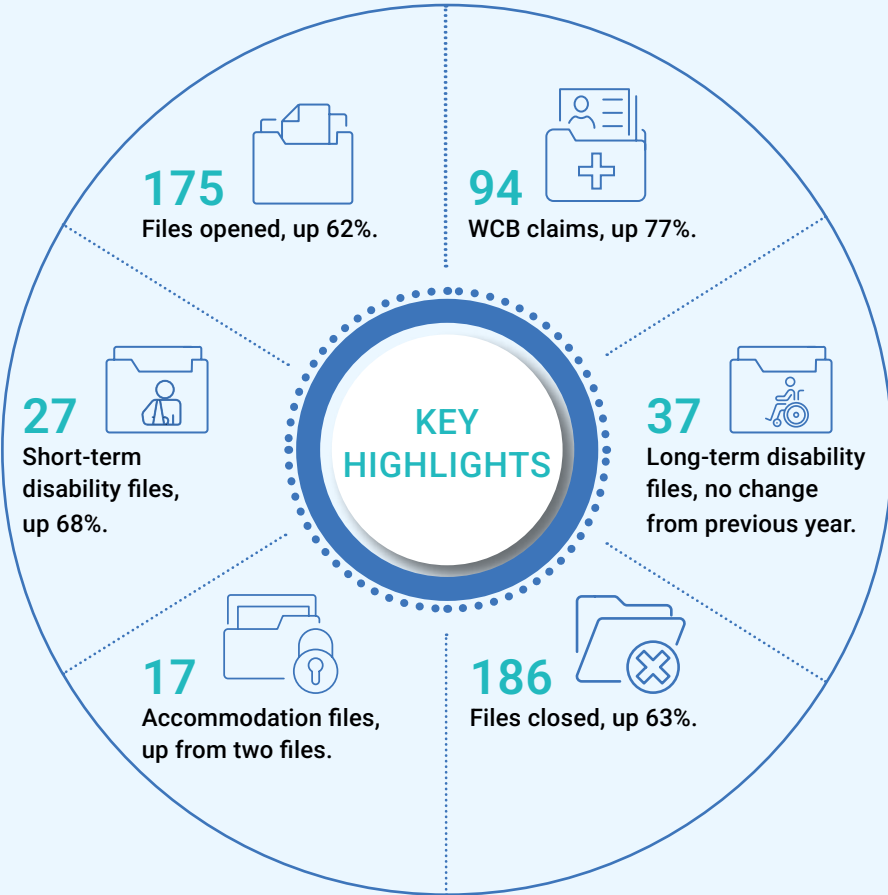 KEY
HIGHLIGHTS
175
Files opened, up 62%.
94
WCB claims, up 77%.
27
Short-term
disability files,
up 68%.
37
Long-term disability
files, no change
from previous year.
17
Accommodation files,
up from two files.
186
Files closed, up 63%.